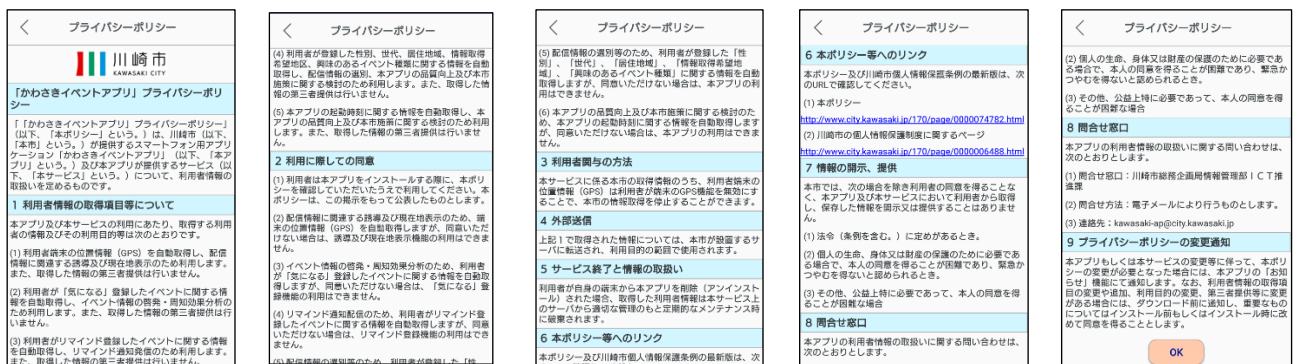 プライバシーポリシー
川崎市
KAWASAKI CITY
「かわさきイベントアプリ」プライバシーポリ
シー
「「かわさきイベントアプリ」プライバシーポリシー」
（以下、「本ポリシー」という。）は、川崎市（以下、
「本市」という。）が提供するスマートフォン用アプリ
ケーション「かわさきイベントアプリ」（以下、「本ア
プリ」という。）及び本アプリが提供するサービス（以
下、「本サービス」という。）について、利用者情報の
取扱いを定めるものです。
1 利用者情報の取得項目等について
本アプリ及び本サービスの利用にあたり、取得する利用
者の情報及びその利用目的等は次のとおりです。
(1) 利用者端末の位置情報（GPS）を自動取得し、配信
情報に関連する誘導及び現在地表示のため利用します。
また、取得した情報の第三者提供は行いません。
(2) 利用者が「気になる」登録したイベントに関する情
報を自動取得し、イベント情報の啓発・周知効果分析の
ため利用します。また、取得した情報の第三者提供は行
いません。
(3) 利用者がリマインド登録したイベントに関する情報
を自動取得し、リマインド通知発信のため利用します。
また、取得した情報の第三者提供は行いません。
プライバシーポリシー
(4) 利用者が登録した性別、世代、居住地域、情報取得
希望地区、興味のあるイベント種類に関する情報を自動
取得し、配信情報の選別、本アプリの品質向上及び本市
施策に関する検討のため利用します。また、取得した情
報の第三者提供は行いません。
(5) 本アプリの起動時刻に関する情報を自動取得し、本
アプリの品質向上及び本市施策に関する検討のため利用
します。また、取得した情報の第三者提供は行いませ
ん。
2 利用に際しての同意
(1) 利用者は本アプリをインストールする際に、本ポリ
シーを確認していただいたうえで利用してください。本
ポリシーは、この掲示をもって公表したものとします。
(2) 配信情報に関連する誘導及び現在地表示のため、端
末の位置情報（GPS）を自動取得しますが、同意いただ
けない場合は、誘導及び現在地表示機能の利用はできま
せん。
(3) イベント情報の啓発・周知効果分析のため、利用者
が「気になる」登録したイベントに関する情報を自動取
得しますが、同意いただけない場合は、「気になる」登
録機能の利用はできません。
(4) リマインド通知配信のため、利用者がリマインド登
録したイベントに関する情報を自動取得しますが、同意
いただけない場合は、リマインド登録機能の利用はでき
ません。
(5) 配信情報の選別等のため、利用者が登録した「性
プライバシーポリシー
(5) 配信情報の選別等のため、利用者が登録した「性
別」、「世代」、「居住地域」、「情報取得希望地
域」、「興味のあるイベント種類」に関する情報を自動
取得しますが、同意いただけない場合は、本アプリの利
用はできません。
(6) 本アプリの品質向上及び本市施策に関する検討のた
め、本アプリの起動時刻に関する情報を自動取得します
が、同意いただけない場合は、本アプリの利用はできま
せん。
3 利用者関与の方法
本サービスに係る本市の取得情報のうち、利用者端末の
位置情報（GPS）は利用者が端末のGPS機能を無効にす
ることで、本市の情報取得を停止することができます。
4 外部送信
上記１で取得された情報については、本市が設置するサ
ーバに転送され、利用目的の範囲で使用されます。
5 サービス終了と情報の取扱い
利用者が自身の端末から本アプリを削除（アンインスト
ール）された場合、取得した利用者情報は本サービス上
のサーバから適切な管理のもと定期的なメンテナンス時
に破棄されます。
6 本ポリシー等へのリンク
本ポリシー及び川崎市個人情報保護条例の最新版は、次
プライバシーポリシー
6 本ポリシー等へのリンク
本ポリシー及び川崎市個人情報保護条例の最新版は、次
のURLで確認してください。
(1) 本ポリシー
http://www.city.kawasaki.jp/170/page/0000074782.html
(2) 川崎市の個人情報保護制度に関するページ
http://www.city.kawasaki.jp/170/page/0000006488.html
7 情報の開示、提供
本市では、次の場合を除き利用者の同意を得ることな
く、本アプリ及び本サービスにおいて利用者から取得
し、保存した情報を開示又は提供することはありませ
ん。
(1) 法令（条例を含む。）に定めがあるとき。
(2) 個人の生命、身体又は財産の保護のために必要であ
る場合で、本人の同意を得ることが困難であり、緊急か
つやむを得ないと認められるとき。
(3) その他、公益上特に必要であって、本人の同意を得
ることが困難な場合
8 問合せ窓口
本アプリの利用者情報の取扱いに関する問い合わせは、
次のとおりとします。
プライバシーポリシー
(2) 個人の生命、身体又は財産の保護のために必要であ
る場合で、本人の同意を得ることが困難であり、緊急か
つやむを得ないと認められるとき。
(3) その他、公益上特に必要であって、本人の同意を得
ることが困難な場合
8 問合せ窓口
本アプリの利用者情報の取扱いに関する問い合わせは、
次のとおりとします。
(1) 問合せ窓口：川崎市総務企画局情報管理部ＩＣＴ推
進課
(2) 問合せ方法：電子メールにより行うものとします。
(3) 連絡先：kawasaki-ap@city.kawasaki.jp
9 プライバシーポリシーの変更通知
本アプリもしくは本サービスの変更等に伴って、本ポリ
シーの変更が必要となった場合には、本アプリの「お知
らせ」機能にて通知します。なお、利用者情報の取得項
目の変更や追加、利用目的の変更、第三者提供等に変更
がある場合には、ダウンロード前に通知し、重要なもの
についてはインストール前もしくはインストール時に改
めて同意を得ることとします。
OK